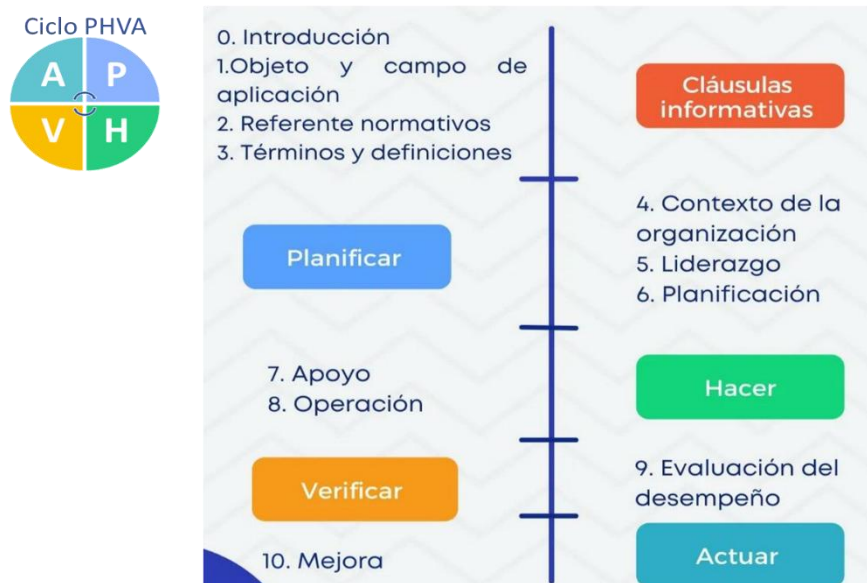 Ciclo PHVA
A P
V H
0. Introducción
1.Objeto y campo de
aplicación
2. Referente normativos
3. Términos y definiciones
Cláusulas
informativas
Planificar
4. Contexto de la
organización
5. Liderazgo
6. Planificación
7. Apoyo
8. Operación
Hacer
Verificar
9. Evaluación del
desempeño
10. Mejora
Actuar